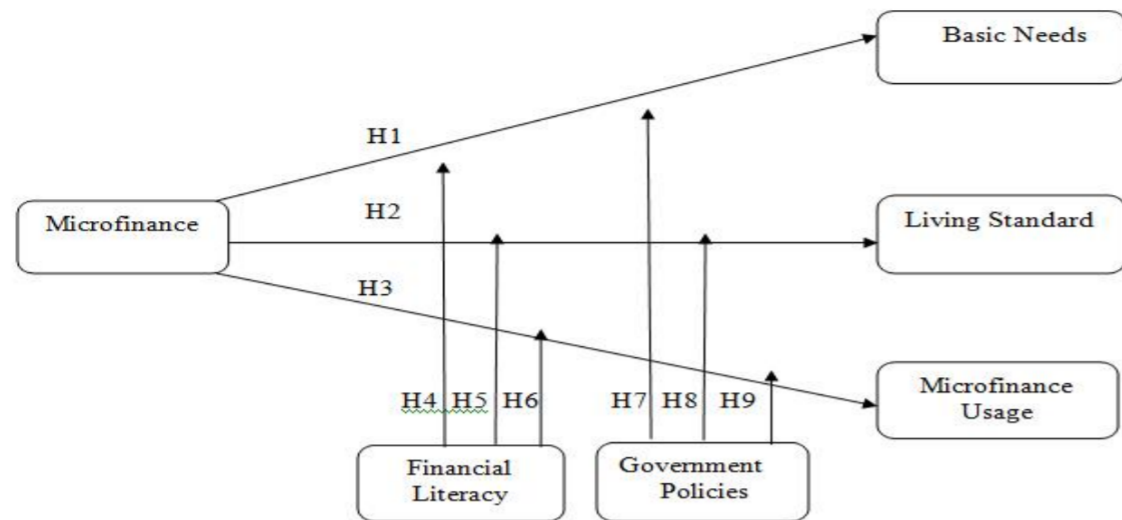 Basic Needs
H1
Microfinance
H2
Living Standard
H3
H4 H5 H6 H7 H8 H9
Microfinance
Usage
Financial
Literacy
Government
Policies